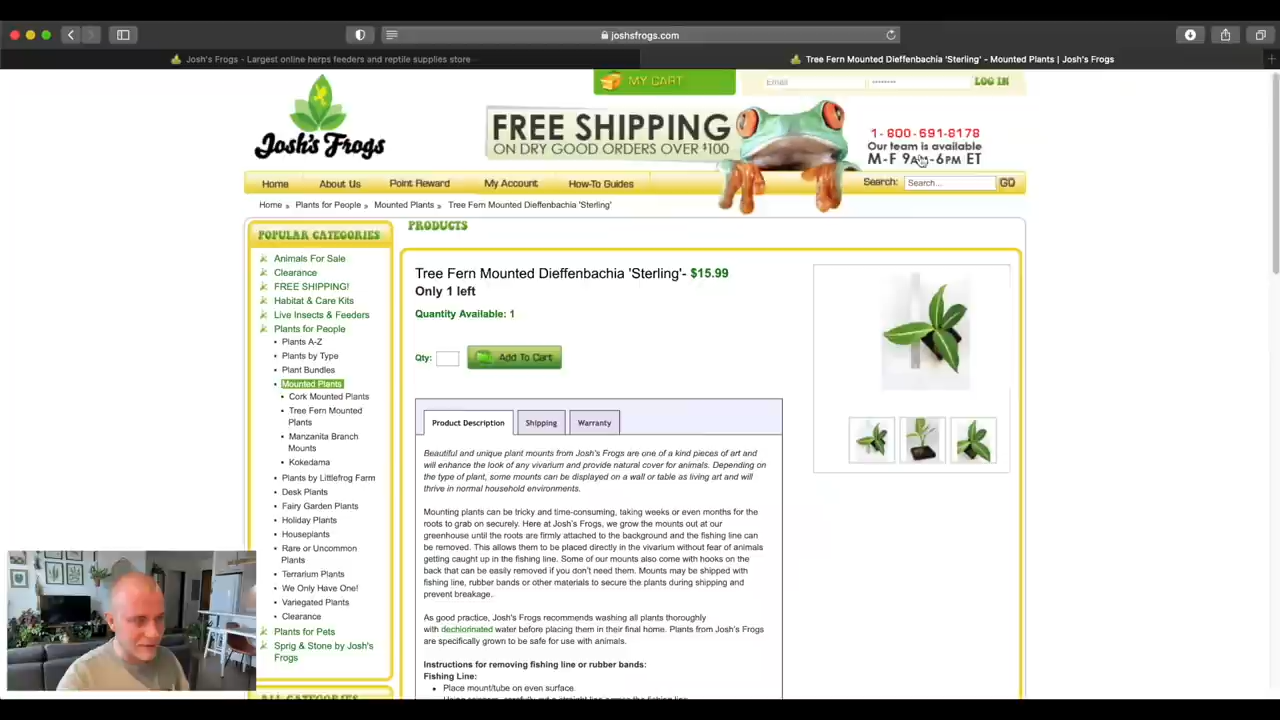 joshsfrogs.com
Josh's Frogs - Largest online herps feeders and reptile supplies store
Tree Fern Mounted Dieffenbachia 'Sterling' - Mounted Plants | Josh's Frogs
MY CART
Email
LOG IN
Josh's Frogs
FREE SHIPPING
ON DRY GOOD ORDERS OVER $100
1-800-691-8178
Our team is available
M-F 9AM-6PM ET
Home
About Us
Point Reward
My Account
How-To Guides
Search:
Search...
GO
Home » Plants for People » Mounted Plants » Tree Fern Mounted Dieffenbachia 'Sterling'
POPULAR CATEGORIES
Animals For Sale
Clearance
FREE SHIPPING!
Habitat & Care Kits
Live Insects & Feeders
Plants for People
Plants A-Z
Plants by Type
Plant Bundles
Mounted Plants
Cork Mounted Plants
Tree Fern Mounted
Plants
Manzanita Branch
Mounts
Kokedama
Plants by Littlefrog Farm
Desk Plants
Fairy Garden Plants
Holiday Plants
Houseplants
Rare or Uncommon
Plants
Terrarium Plants
We Only Have One!
Variegated Plants
Clearance
Plants for Pets
Sprig & Stone by Josh's
Frogs
ALL CATEGORIES
PRODUCTS
Tree Fern Mounted Dieffenbachia 'Sterling'- $15.99
Only 1 left
Quantity Available: 1
Qty:
Add To Cart
Product Description
Shipping
Warranty
Beautiful and unique plant mounts from Josh's Frogs are one of a kind pieces of art and
will enhance the look of any vivarium and provide natural cover for animals. Depending on
the type of plant, some mounts can be displayed on a wall or table as living art and will
thrive in normal household environments.
Mounting plants can be tricky and time-consuming, taking weeks or even months for the
roots to grab on securely. Here at Josh's Frogs, we grow the mounts out at our
greenhouse until the roots are firmly attached to the background and the fishing line can
be removed. This allows them to be placed directly in the vivarium without fear of animals
getting caught up in the fishing line. Some of our mounts also come with hooks on the
back that can be easily removed if you don't need them. Mounts may be shipped with
fishing line, rubber bands or other materials to secure the plants during shipping and
prevent breakage.
As good practice, Josh's Frogs recommends washing all plants thoroughly
with dechlorinated water before placing them in their final home. Plants from Josh's Frogs
are specifically grown to be safe for use with animals.
Instructions for removing fishing line or rubber bands:
Fishing Line:
Place mount/tube on even surface.